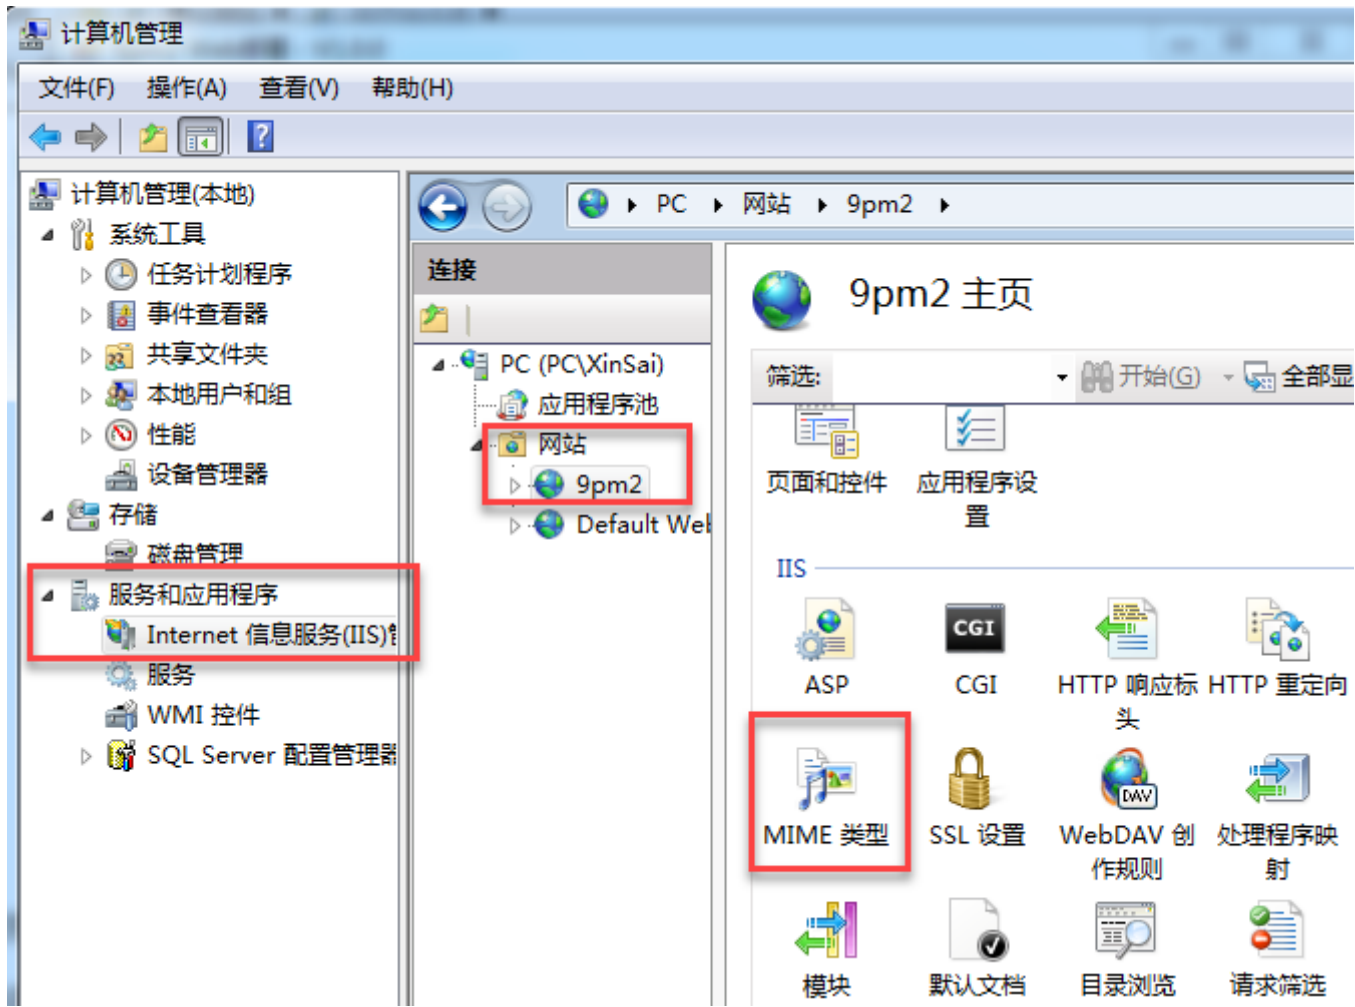 计算机管理
文件(F) 操作(A) 查看(V) 帮助(H)
计算机管理(本地)
系统工具
任务计划程序
事件查看器
共享文件夹
本地用户和组
性能
设备管理器
存储
磁盘管理
服务和应用程序
Internet 信息服务(IIS)管
服务
WMI 控件
SQL Server 配置管理器
PC 网站 9pm2
连接
PC (PC\XinSai)
应用程序池
网站
9pm2
Default Web
9pm2 主页
筛选: 开始(G) 全部显
页面和控件 应用程序设
置
IIS
ASP CGI HTTP 响应标 HTTP 重定向
头
MIME 类型 SSL 设置 WebDAV 创 处理程序映
作规则 射
模块 默认文档 目录浏览 请求筛选
CGI
DAV